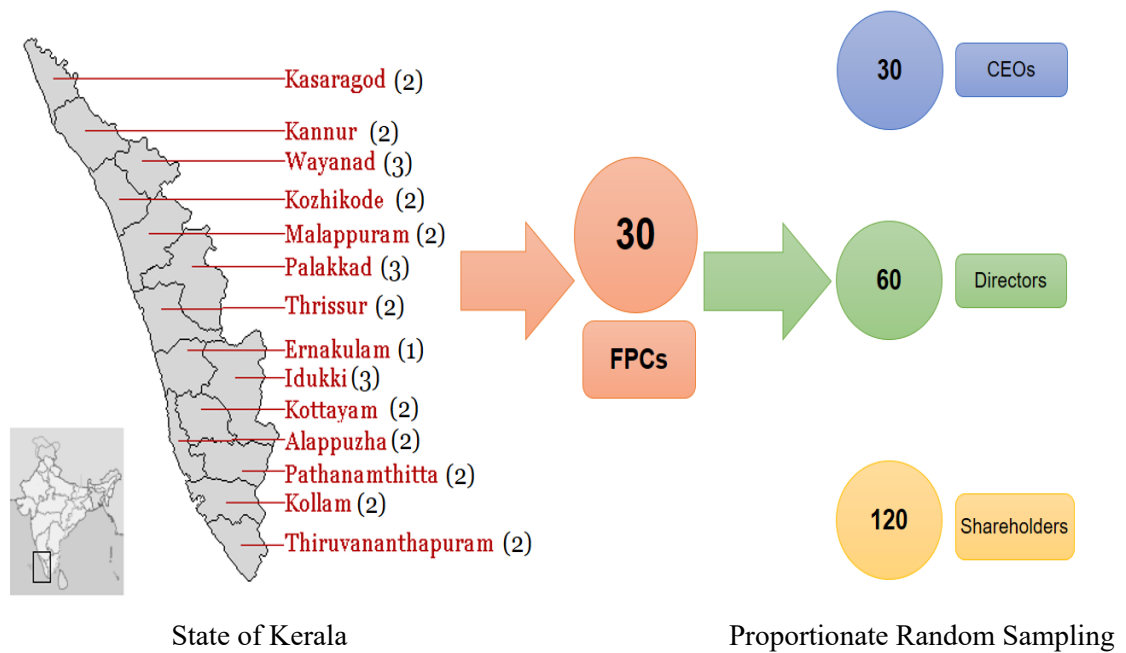 Kasaragod (2)
Kannur (2)
Wayanad (3)
Kozhikode (2)
Malappuram (2)
Palakkad (3)
Thrissur (2)
Ernakulam (1)
Idukki (3)
Kottayam (2)
Alappuzha (2)
Pathanamthitta (2)
Kollam (2)
Thiruvananthapuram (2)
State of Kerala
30
FPCs
30
CEOs
60
Directors
120
Shareholders
Proportionate Random Sampling